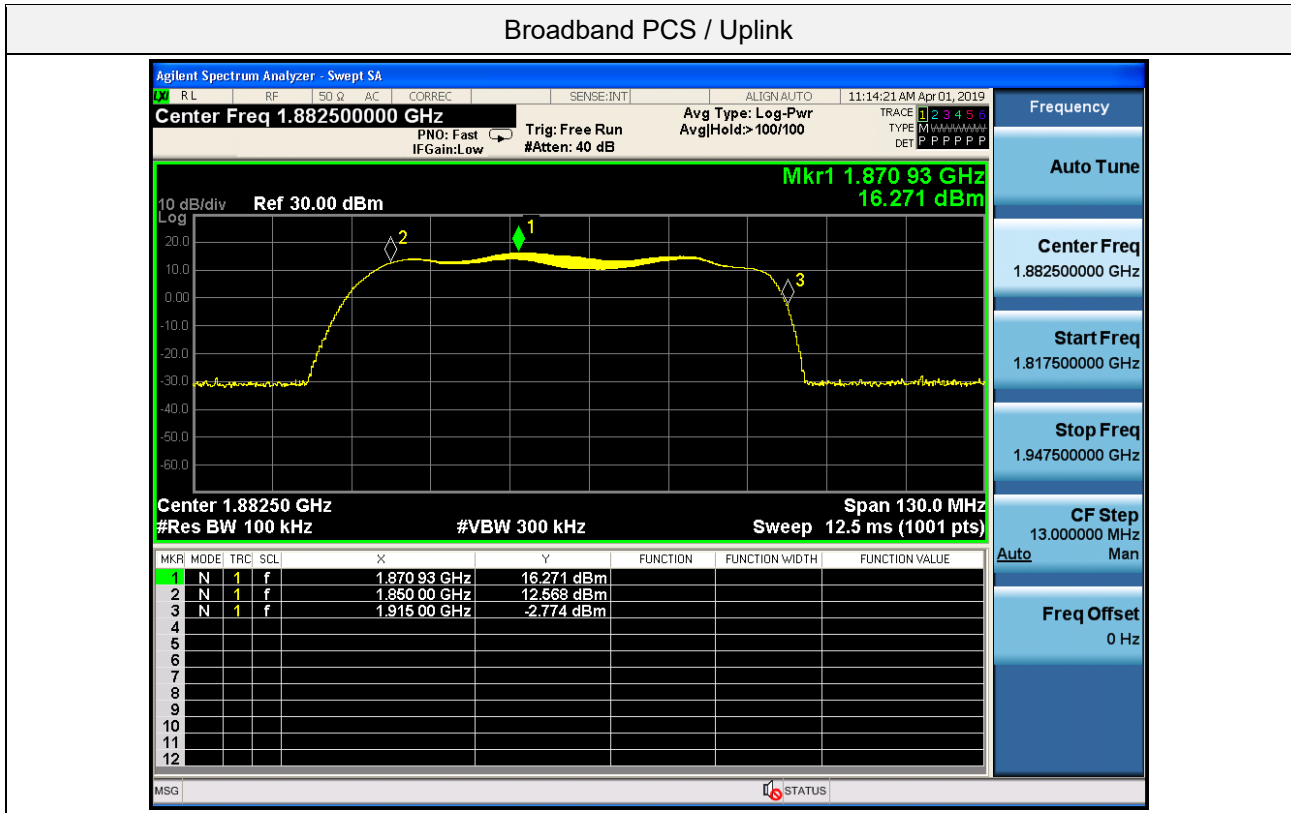 Broadband PCS / Uplink
Agilent Spectrum Analyzer - Swept SA
LXI RL RF 50 Ω AC CORREC SENSE:INT ALIGN AUTO 11:14:21 AM Apr 01, 2019
Center Freq 1.882500000 GHz
PNO: Fast
IFGain:Low
Trig: Free Run
#Atten: 40 dB
Avg Type: Log-Pwr
Avg|Hold:> 100/100
TRACE 1 2 3 4 5 6
TYPE M WWWWW
DET P P P P P P
Frequency
Mkr1 1.870 93 GHz
16.271 dBm
10 dB/div Ref 30.00 dBm
Log
20.0
10.0
0.00
-10.0
-20.0
-30.0
-40.0
-50.0
-60.0
2
1
3
Center 1.88250 GHz Span 130.0 MHz
#Res BW 100 kHz #VBW 300 kHz Sweep 12.5 ms (1001 pts)
MKR MODE TRC SCL X Y FUNCTION FUNCTION WIDTH FUNCTION VALUE
1 N 1 f 1.870 93 GHz 16.271 dBm
2 N 1 f 1.850 00 GHz 12.568 dBm
3 N 1 f 1.915 00 GHz -2.774 dBm
4
5
6
7
8
9
10
11
12
Auto Tune
Center Freq
1.882500000 GHz
Start Freq
1.817500000 GHz
Stop Freq
1.947500000 GHz
CF Step
13.000000 MHz
Auto Man
Freq Offset
0 Hz
MSG STATUS